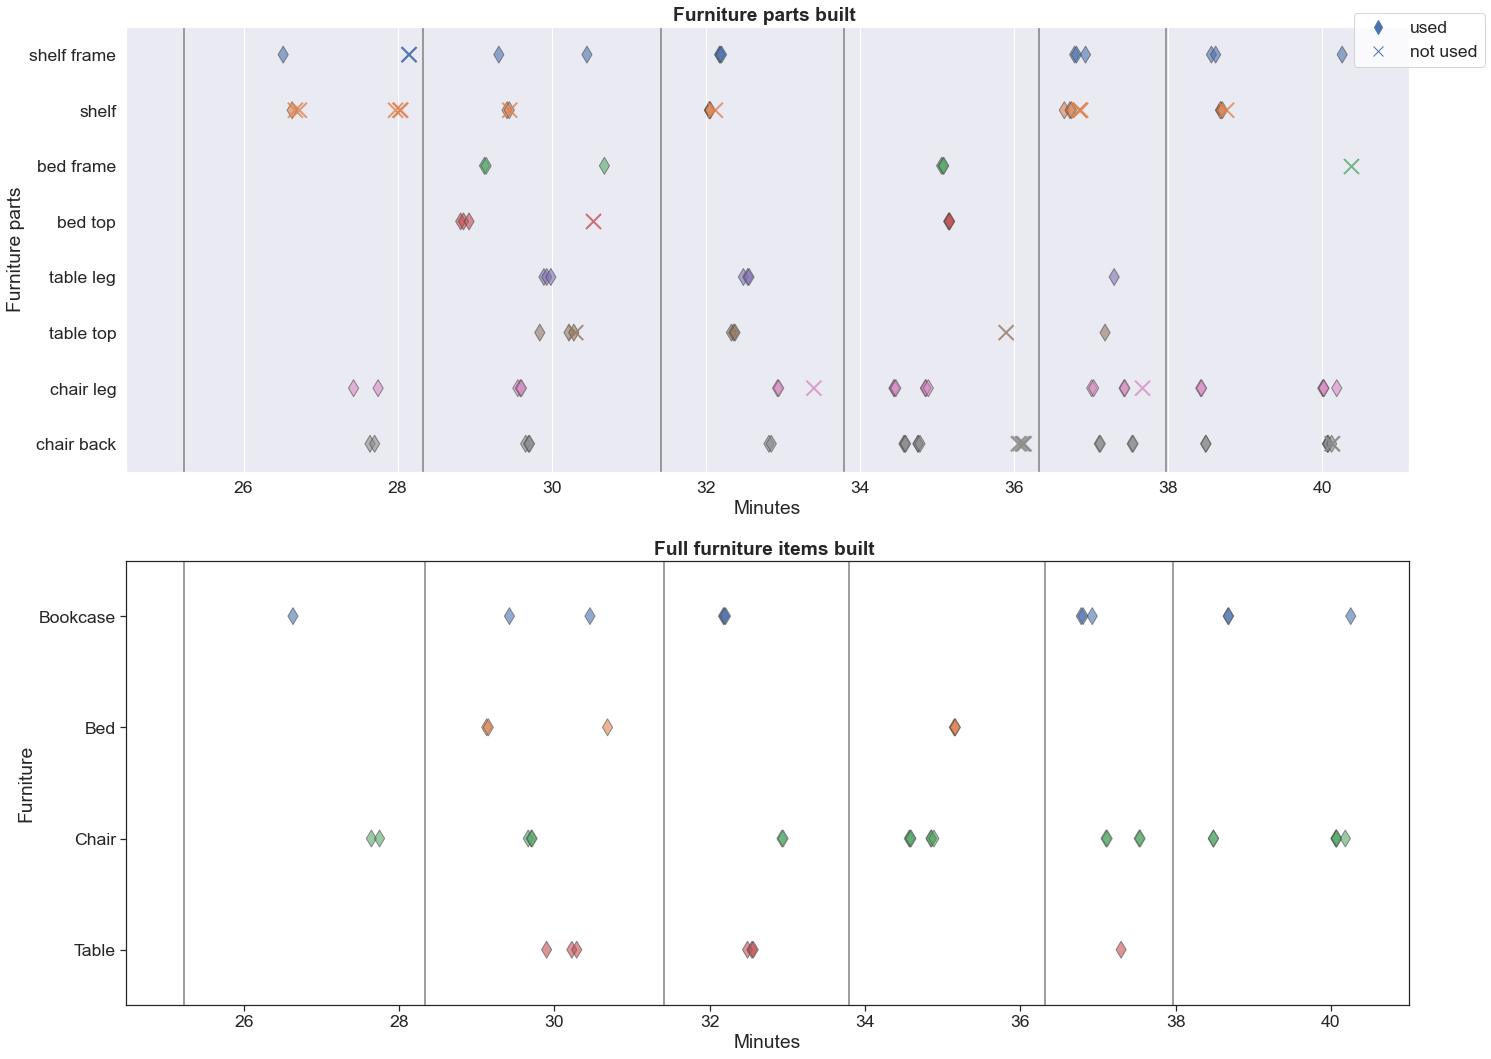 Furniture parts built
used
not used
Furniture parts
shelf frame
shelf
bed frame
bed top
table leg
table top
chair leg
chair back
26 28 30 32 34 36 38 40
Minutes
Full furniture items built
Furniture
Bookcase
Bed
Chair
Table
26 28 30 32 34 36 38 40
Minutes